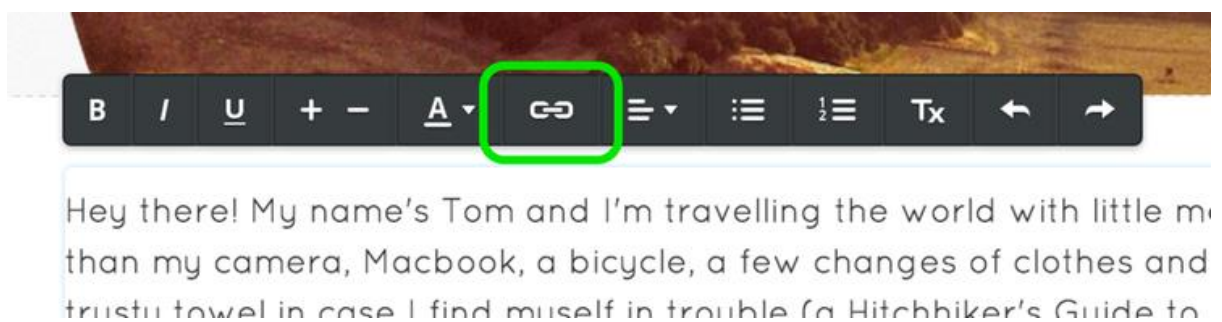 B I U + − A Tx
Hey there! My name's Tom and I'm travelling the world with little
than my camera, Macbook, a bicycle, a few changes of clothes and
trusty towel in case I find myself in trouble (a Hitchhiker's Guide to